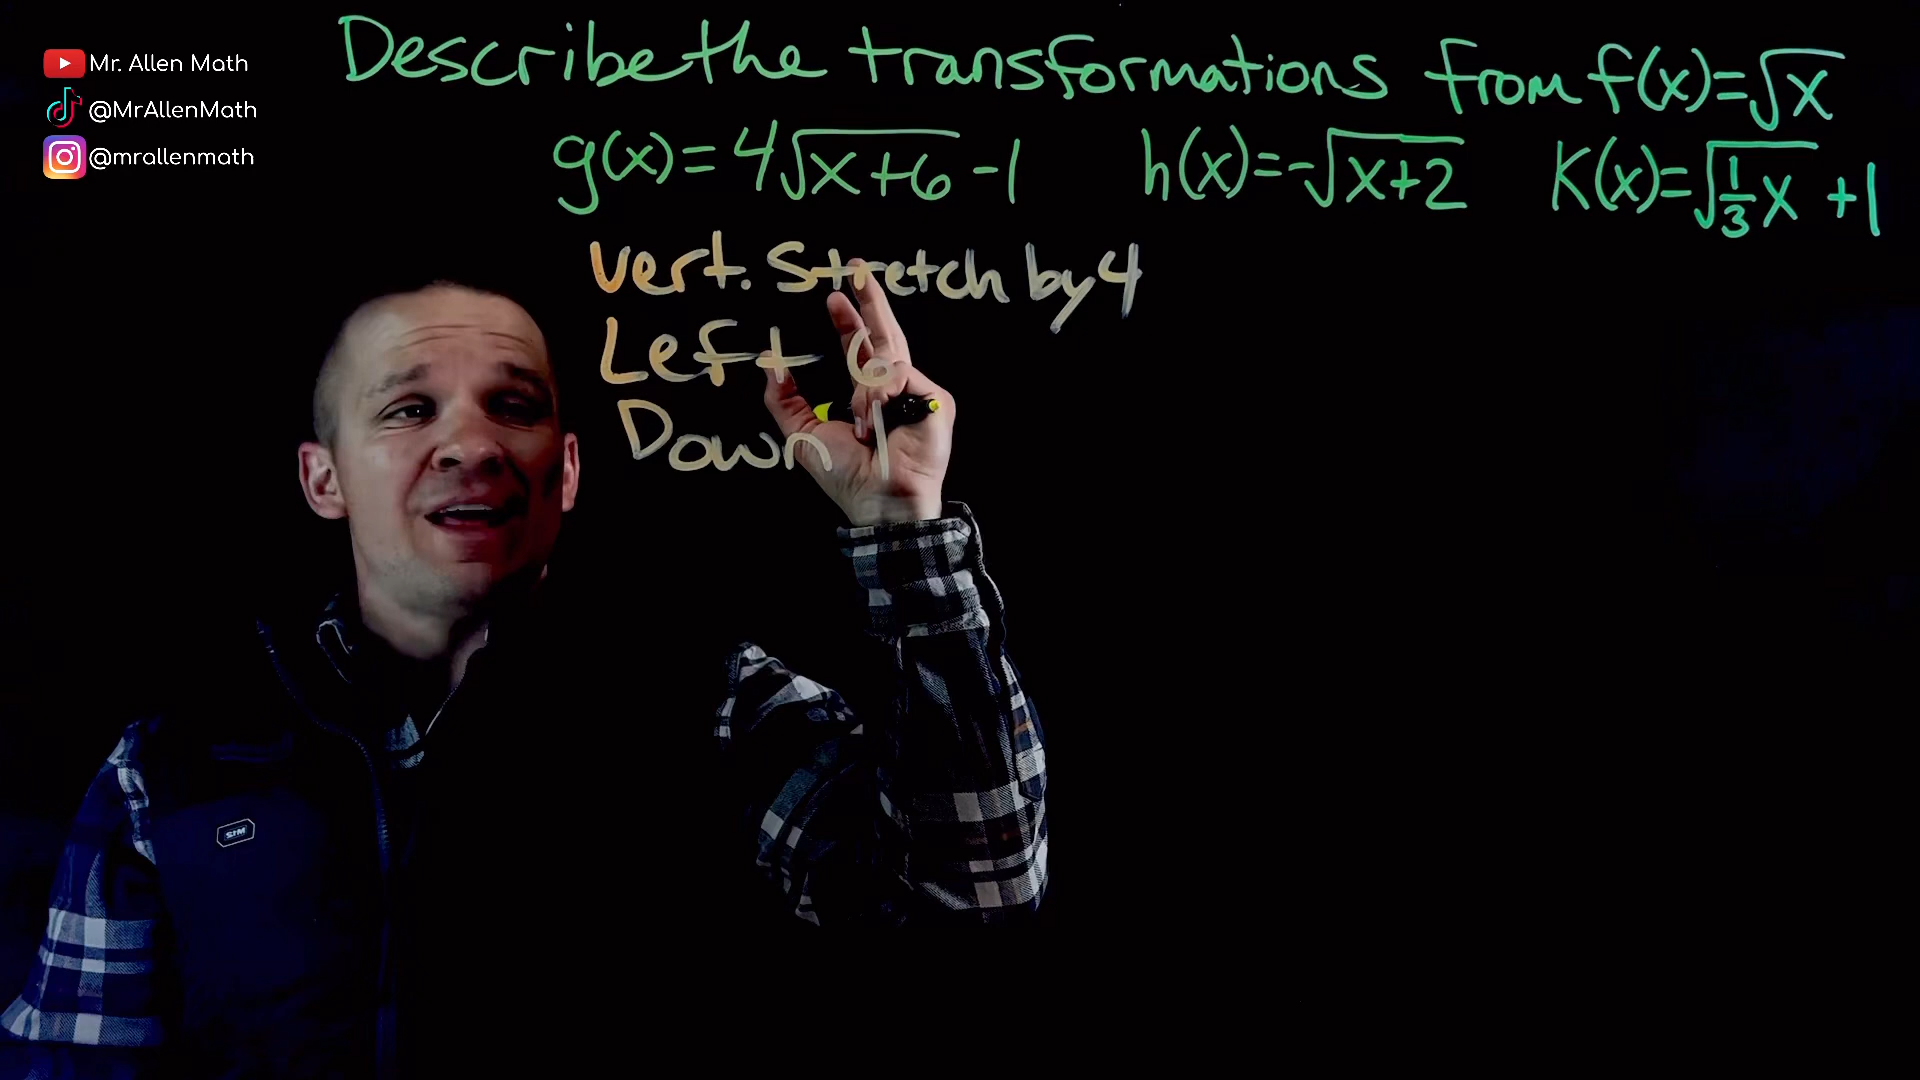 Mr. Allen Math
@MrAllenMath
@mrallenmath
Describe the transformations from f(x)=√x
g(x)=4√x+6 -1 h(x)=-√x+2 K(x)=√1/3x +1
Vert. Stretch by 4
Left 6
Down 1